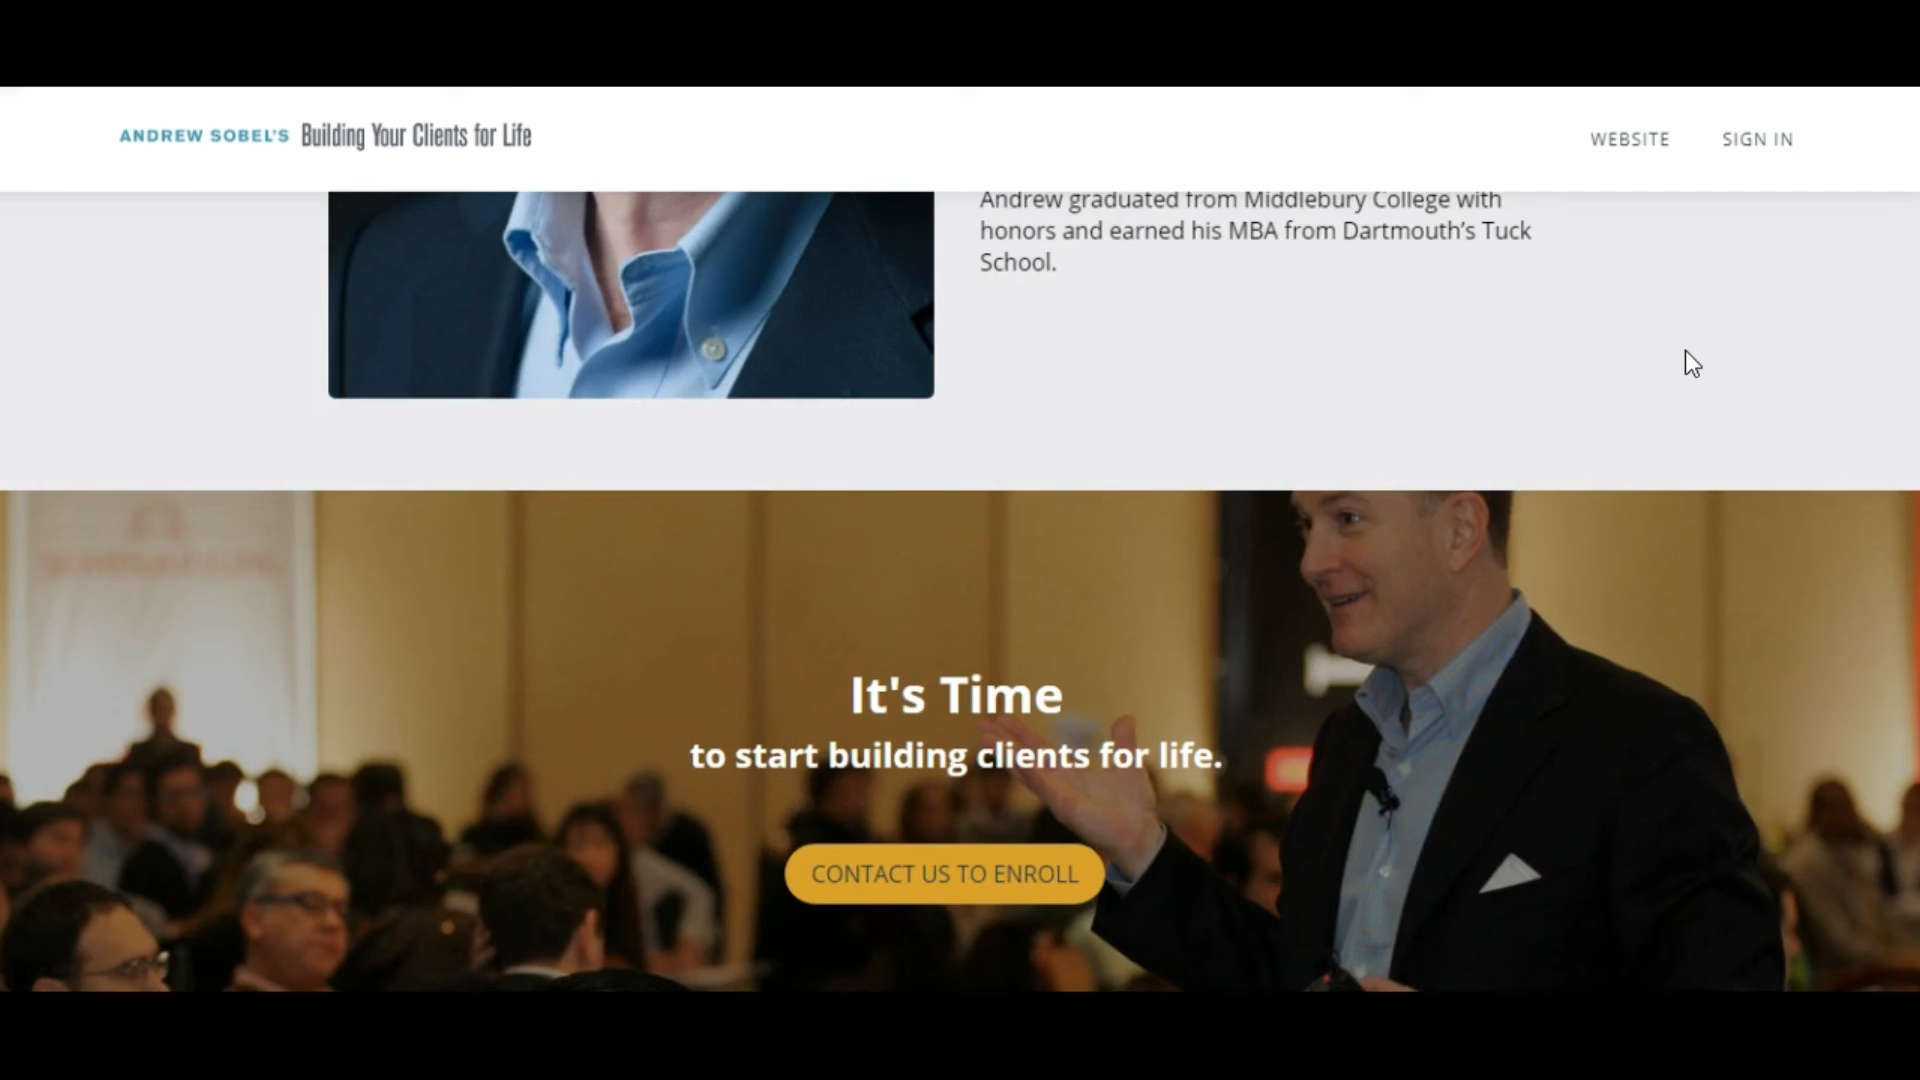 ANDREW SOBEL'S Building Your Clients for Life
WEBSITE SIGN IN
Andrew graduated from Middlebury College with
honors and earned his MBA from Dartmouth’s Tuck
School.
It's Time
to start building clients for life.
CONTACT US TO ENROLL